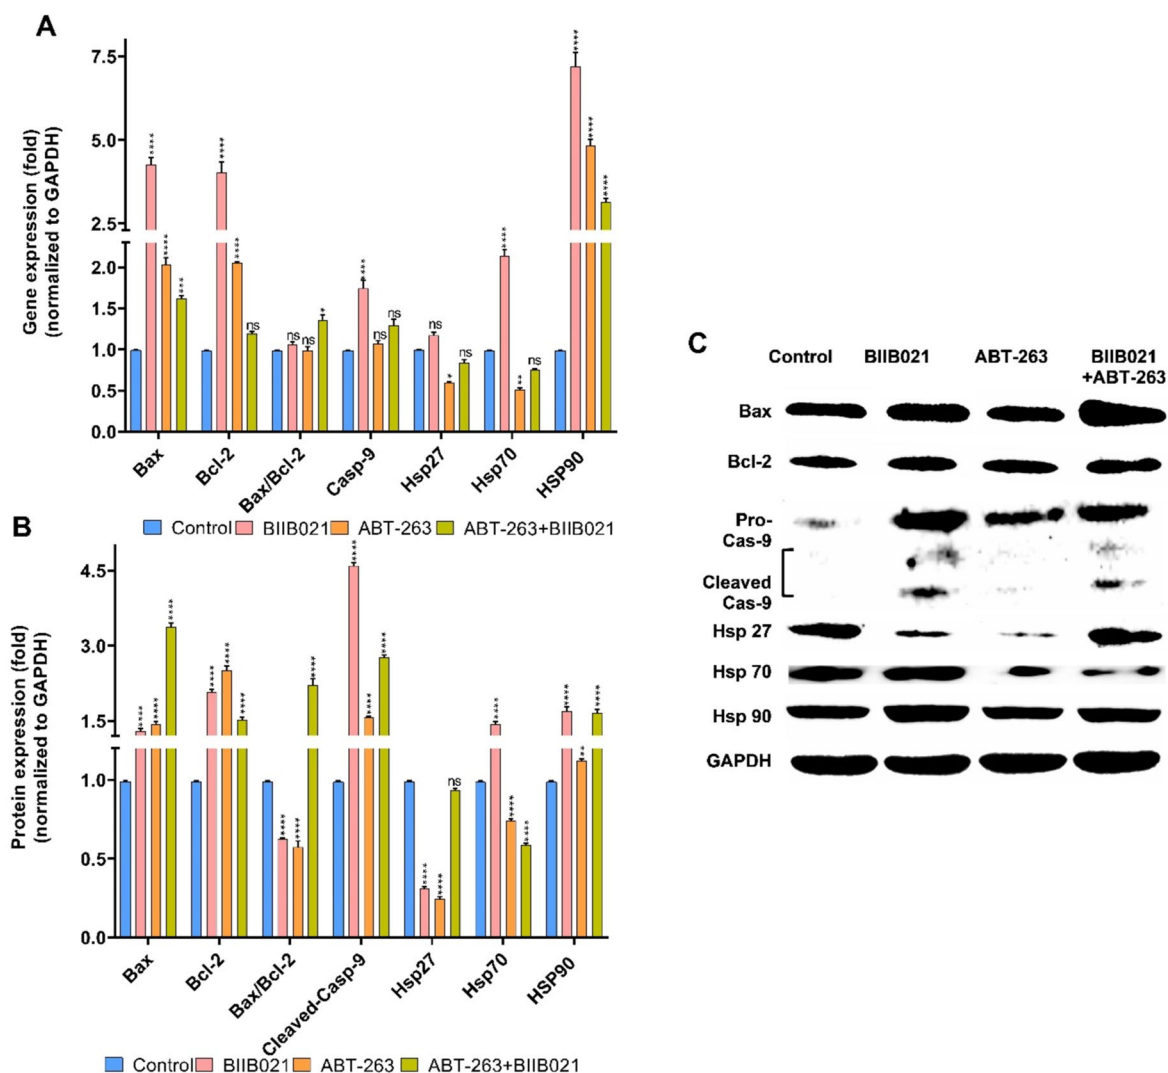 A
Gene expression (fold)
(normalized to GAPDH)
7.5
5.0
2.5
2.0
1.5
1.0
0.5
0.0
**** **** *** **** **** ns ns ns * **** ns ns ns * ns **** ** ns **** **** ****
Bax Bcl-2 Bax/Bcl-2 Casp-9 Hsp27 Hsp70 HSP90
Control BIIB021 ABT-263 ABT-263+BIIB021
B
Protein expression (fold)
(normalized to GAPDH)
4.5
3.0
1.5
1.0
0.5
0.0
**** **** **** **** **** **** **** **** **** **** **** **** **** **** ns **** **** **** **** ** ****
Bax Bcl-2 Bax/Bcl-2 Cleaved-Casp-9 Hsp27 Hsp70 HSP90
Control BIIB021 ABT-263 ABT-263+BIIB021
C
Control BIIB021 ABT-263 BIIB021
+ABT-263
Bax
Bcl-2
Pro-
Cas-9
Cleaved
Cas-9
Hsp 27
Hsp 70
Hsp 90
GAPDH